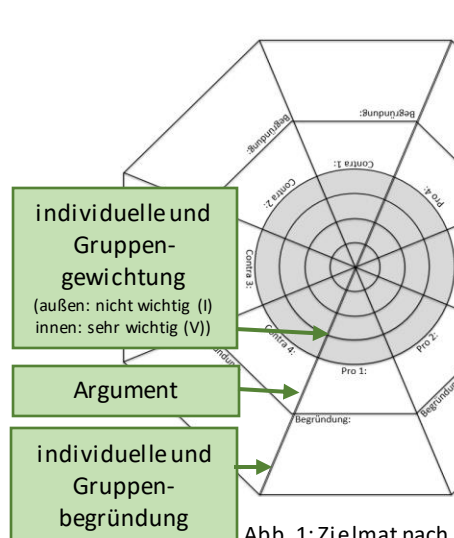 Begründung:
Begründung:
Contra 1:
Contra 2:
Pro 4:
Contra 3:
Contra 4:
Pro 1:
Pro 2:
Begründung:
individuelle und
Gruppen-
gewichtung
(außen: nicht wichtig (I)
innen: sehr wichtig (V))
Argument
individuelle und
Gruppen-
begründung
Abb. 1: Zielmat nach